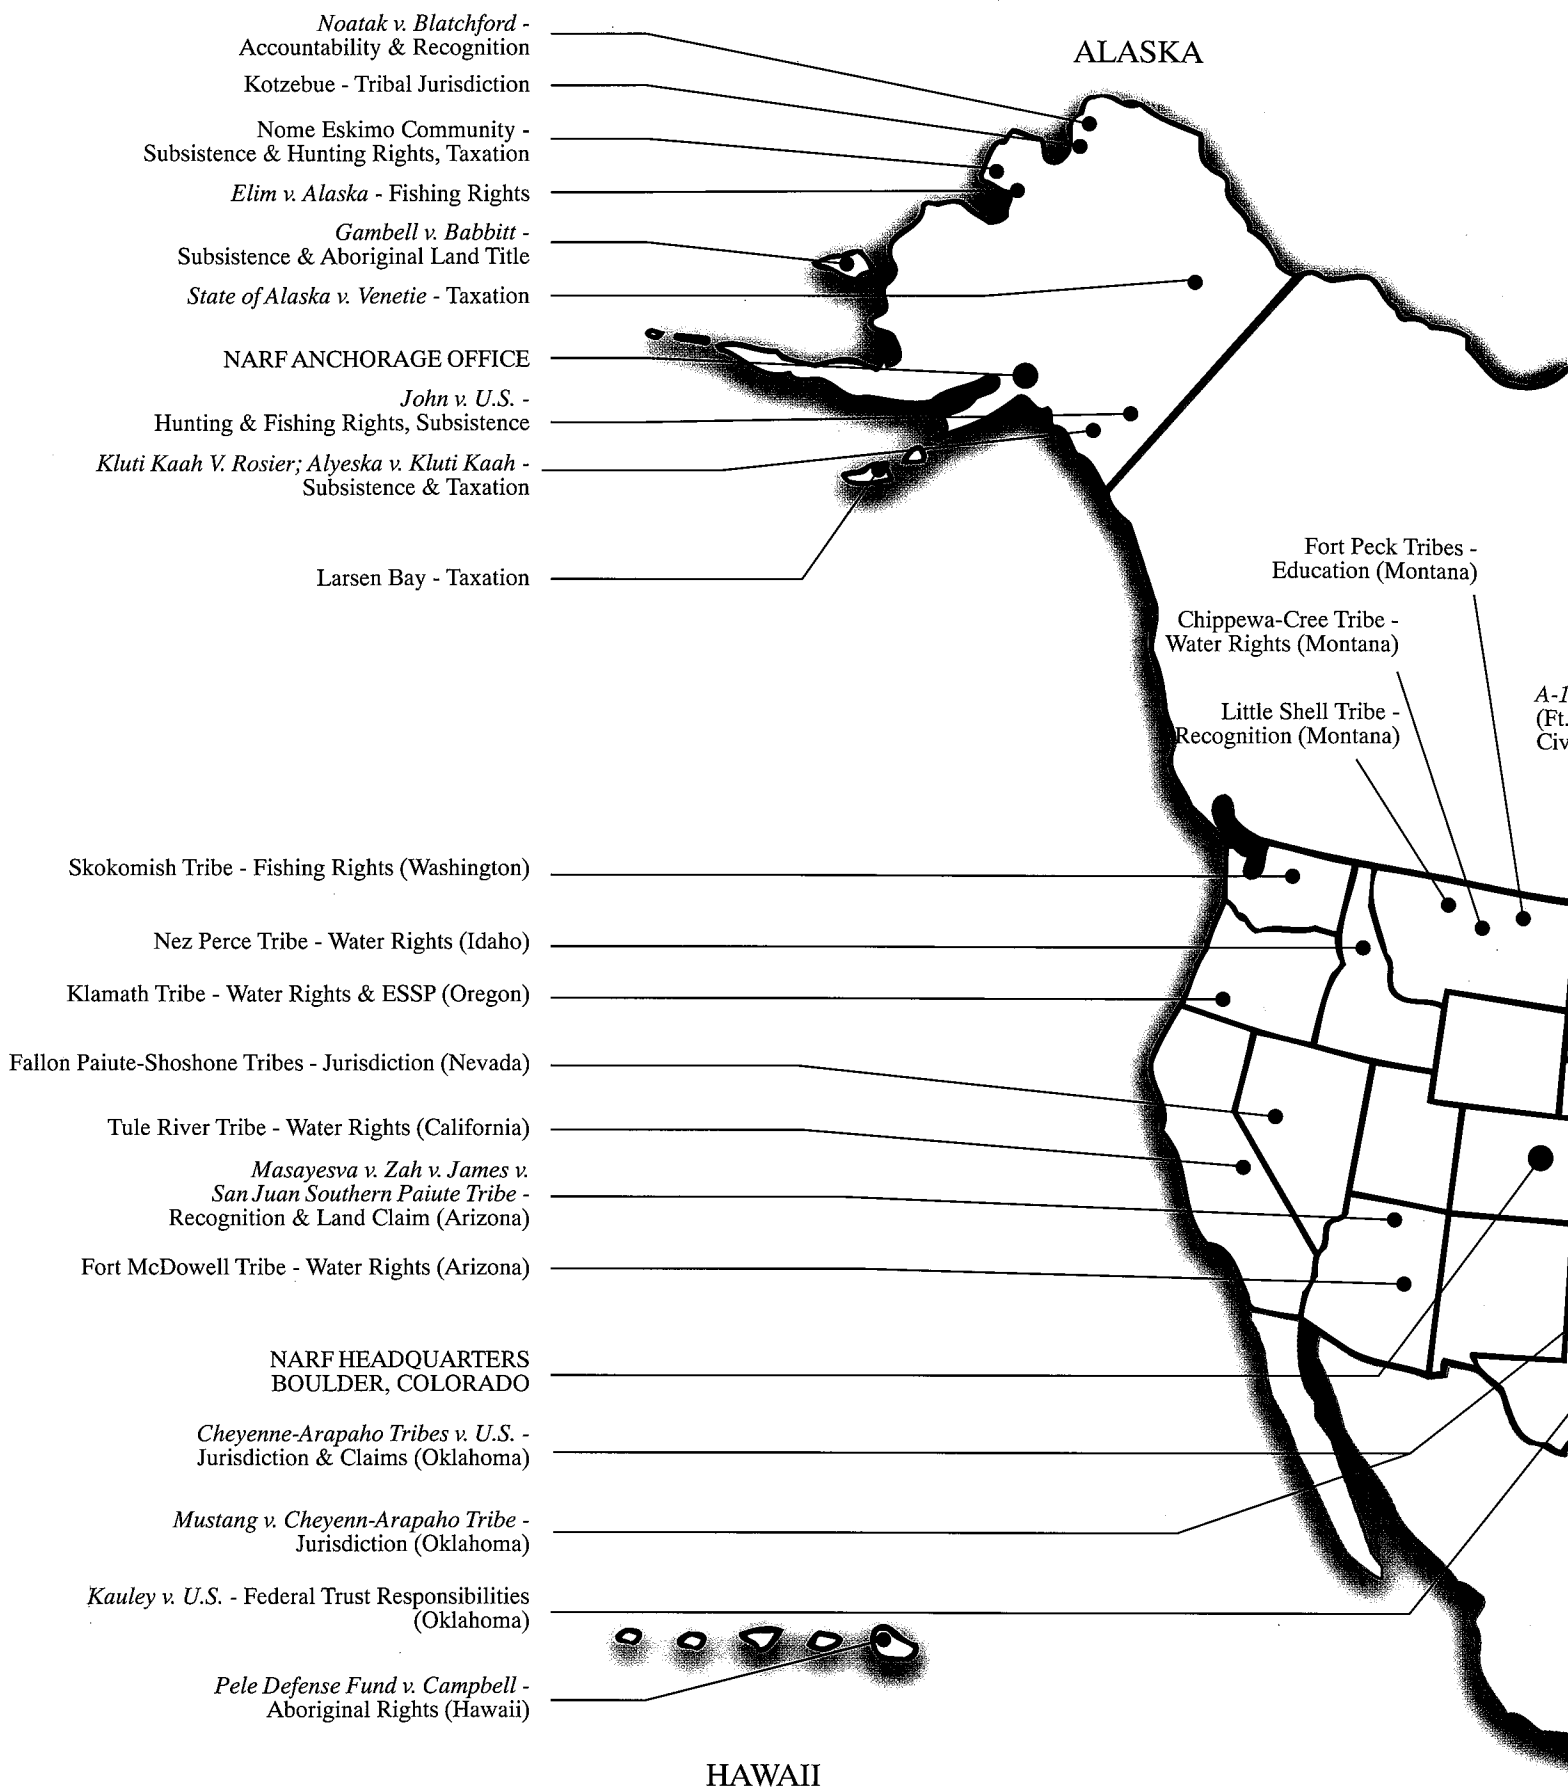 Noatak v. Blatchford -
Accountability & Recognition
ALASKA
Kotzebue - Tribal Jurisdiction
Nome Eskimo Community -
Subsistence & Hunting Rights, Taxation
Elim v. Alaska - Fishing Rights
Gambell v. Babbitt -
Subsistence & Aboriginal Land Title
State of Alaska v. Venetie - Taxation
NARF ANCHORAGE OFFICE
John v. U.S. -
Hunting & Fishing Rights, Subsistence
Kluti Kaah V. Rosier; Alyeska v. Kluti Kaah -
Subsistence & Taxation
Larsen Bay - Taxation
Fort Peck Tribes -
Education (Montana)
Chippewa-Cree Tribe -
Water Rights (Montana)
Little Shell Tribe -
Recognition (Montana)
A-1
(Ft.
Civ
Skokomish Tribe - Fishing Rights (Washington)
Nez Perce Tribe - Water Rights (Idaho)
Klamath Tribe - Water Rights & ESSP (Oregon)
Fallon Paiute-Shoshone Tribes - Jurisdiction (Nevada)
Tule River Tribe - Water Rights (California)
Masayesva v. Zah v. James v.
San Juan Southern Paiute Tribe -
Recognition & Land Claim (Arizona)
Fort McDowell Tribe - Water Rights (Arizona)
NARF HEADQUARTERS
BOULDER, COLORADO
Cheyenne-Arapaho Tribes v. U.S. -
Jurisdiction & Claims (Oklahoma)
Mustang v. Cheyenn-Arapaho Tribe -
Jurisdiction (Oklahoma)
Kauley v. U.S. - Federal Trust Responsibilities
(Oklahoma)
Pele Defense Fund v. Campbell -
Aboriginal Rights (Hawaii)
HAWAII